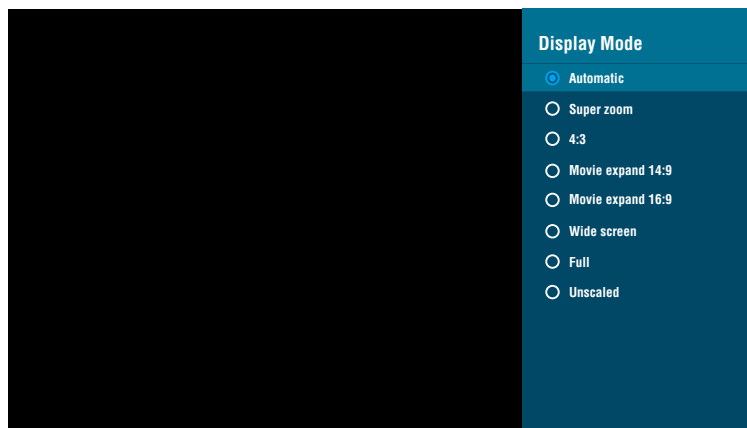 Display Mode
Automatic
Super zoom
4:3
Movie expand 14:9
Movie expand 16:9
Wide screen
Full
Unscaled